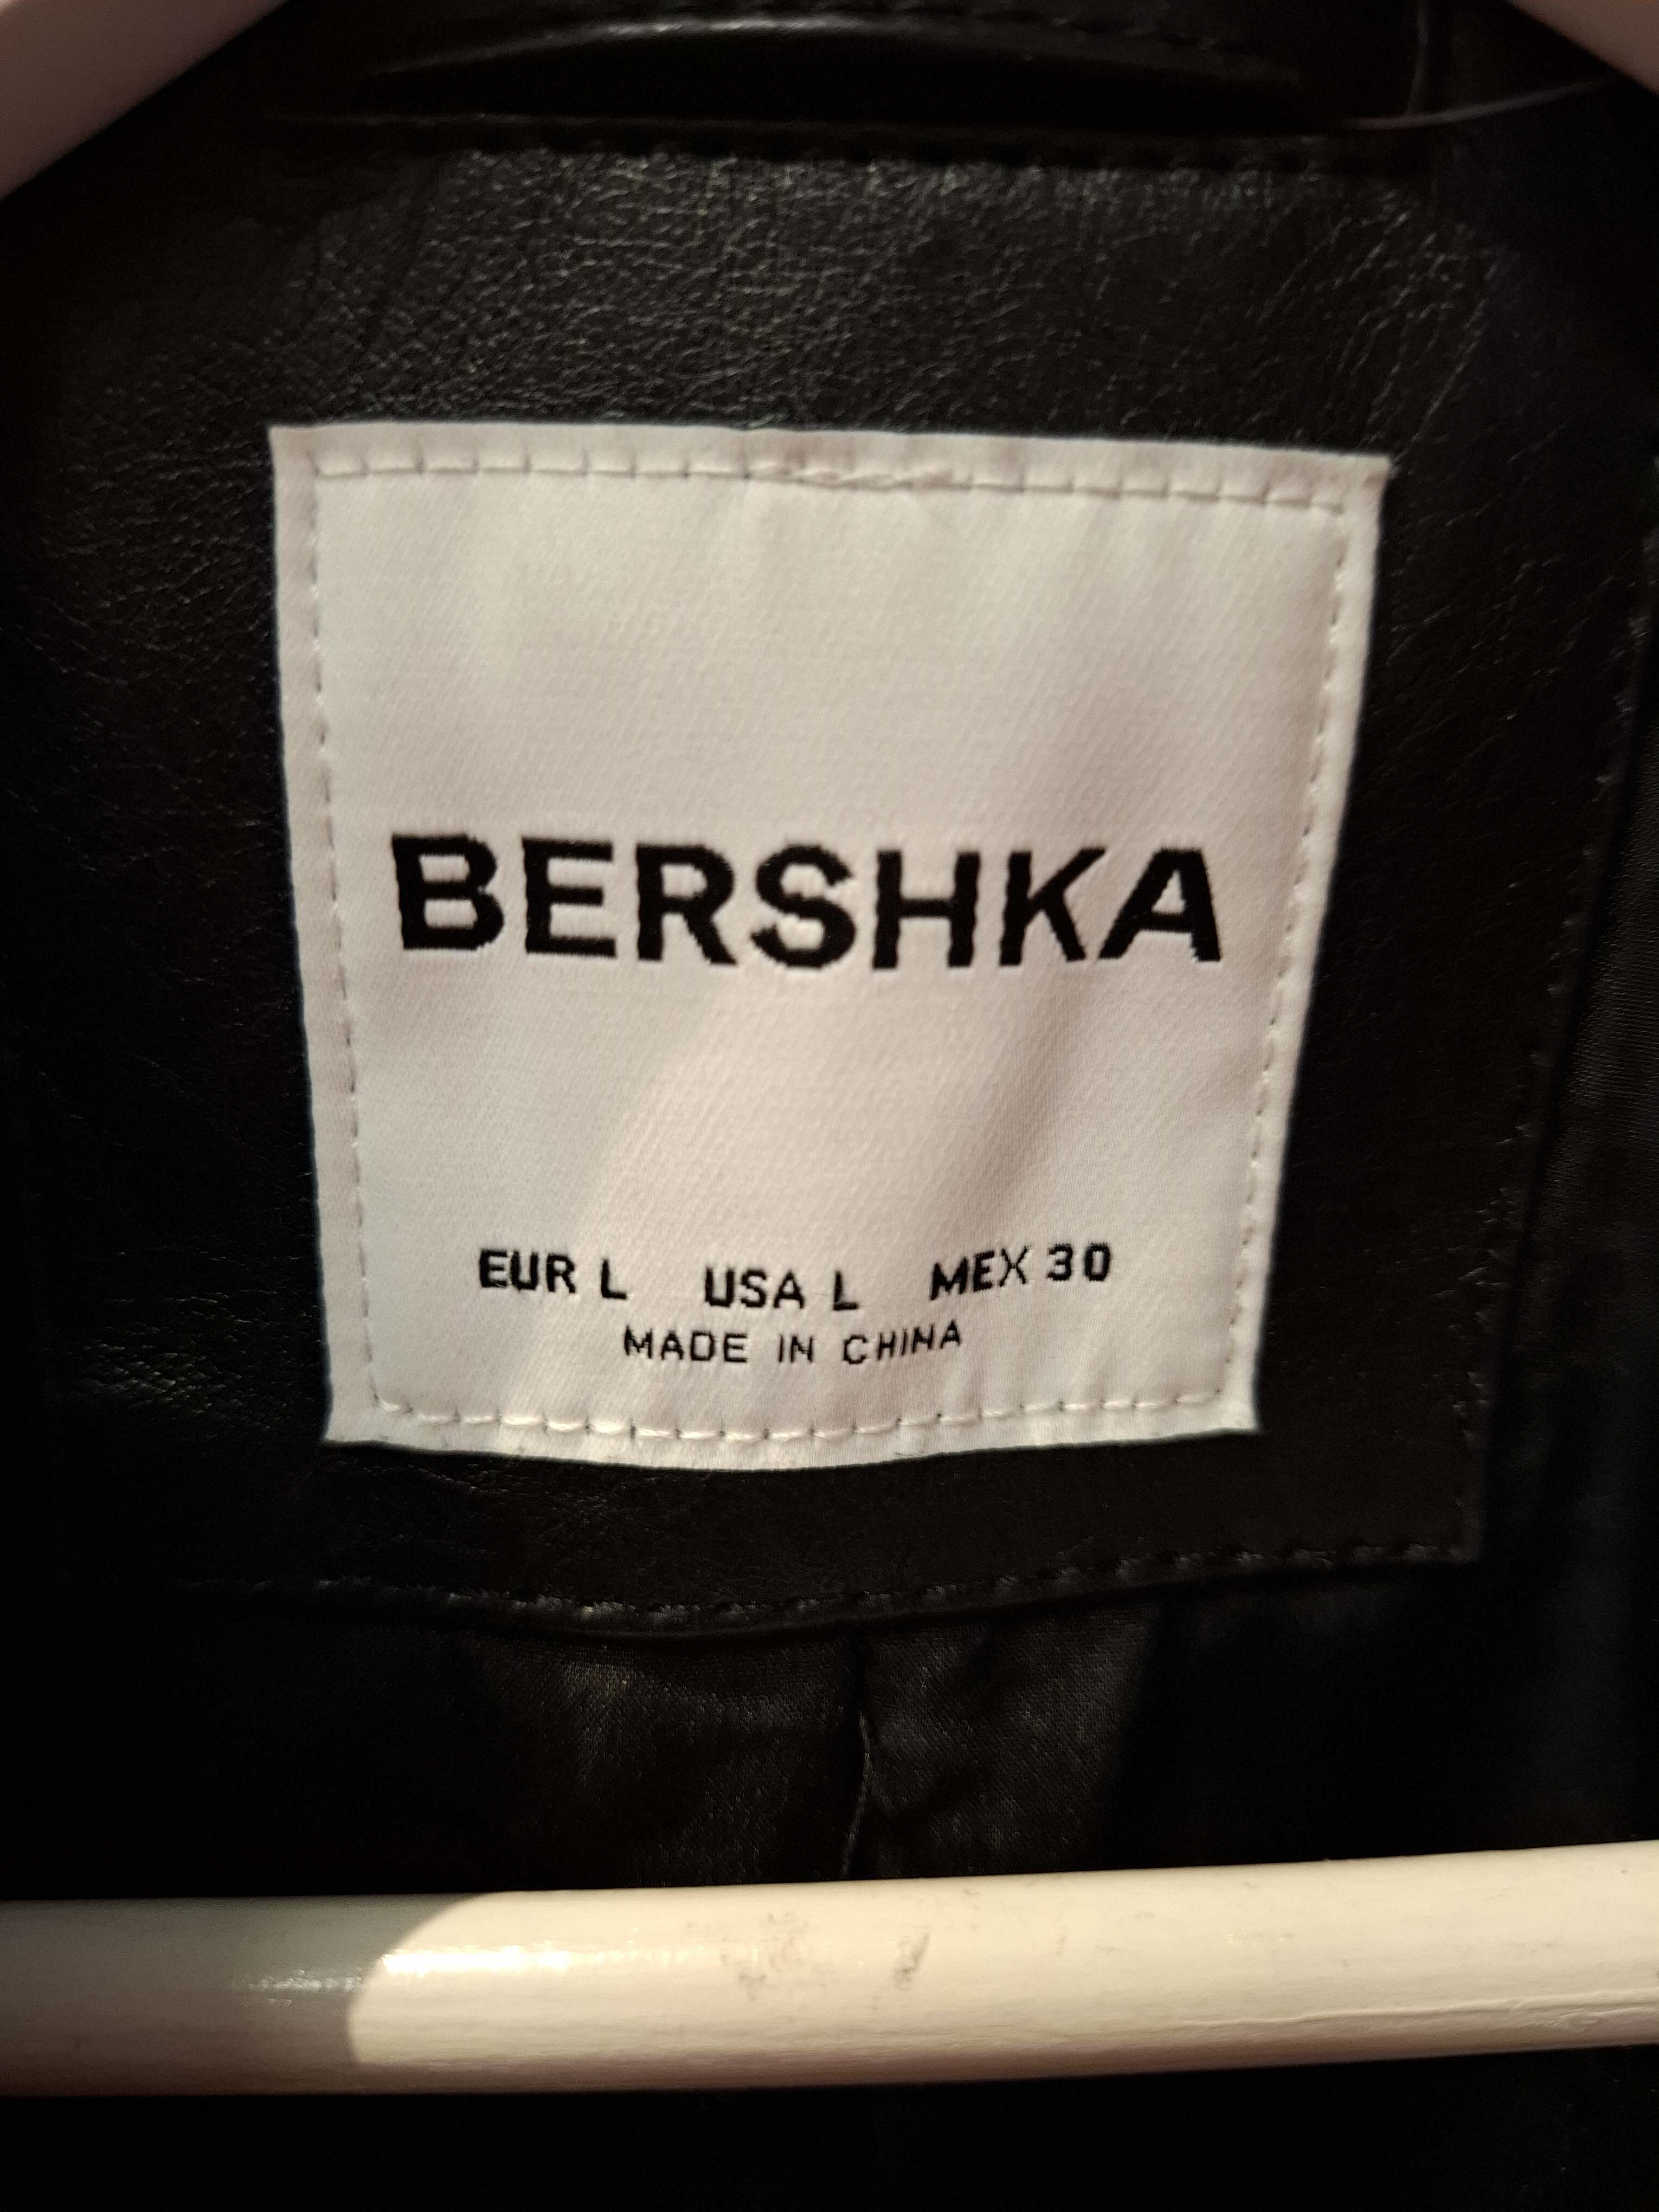 BERSHKA
EUR L USA L MEX 30
MADE IN CHINA